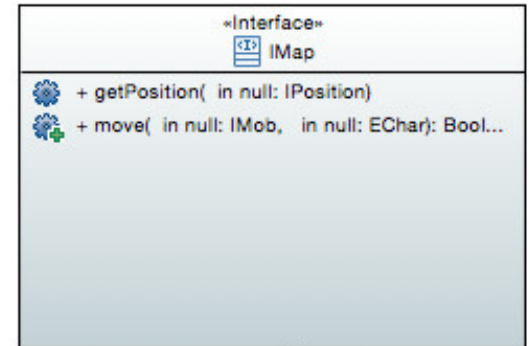 «Interface»
<I> IMap
+ getPosition( in null: IPosition)
+ move( in null: IMob, in null: EChar): Bool...